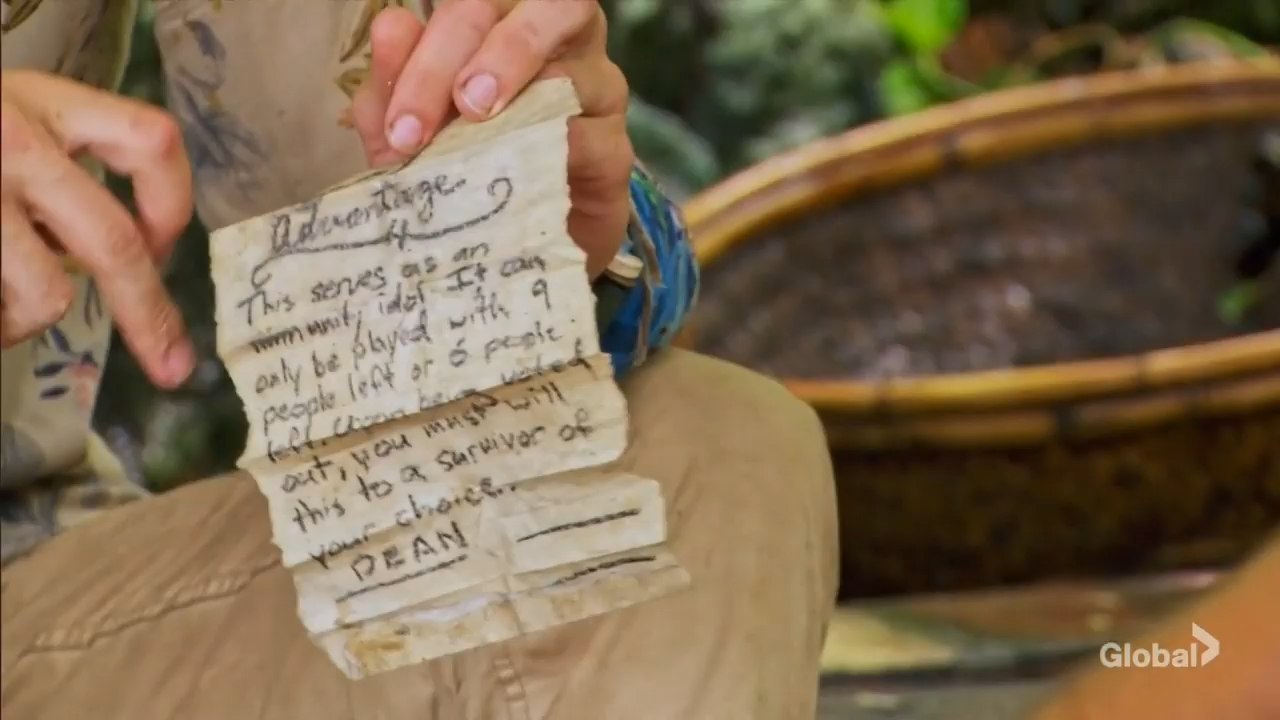 Advantage
This serves as an
immunity idol It can
only be played with 9
people left or 6 people
left. Upon being voted
out, you must will
this to a survivor of
your choice.
DEAN
Global